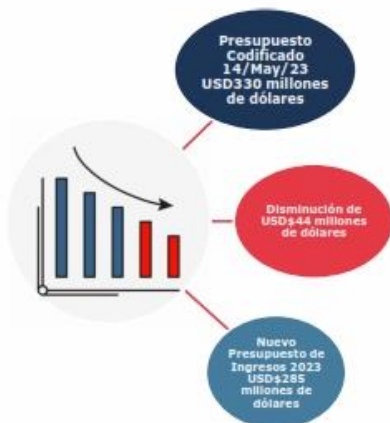 Presupuesto
Codificado
14/May/23
USD330 millones
de dólares
Disminución de
USD$44 millones
de dólares
Nuevo
Presupuesto de
Ingresos 2023
USD$285
millones de
dólares